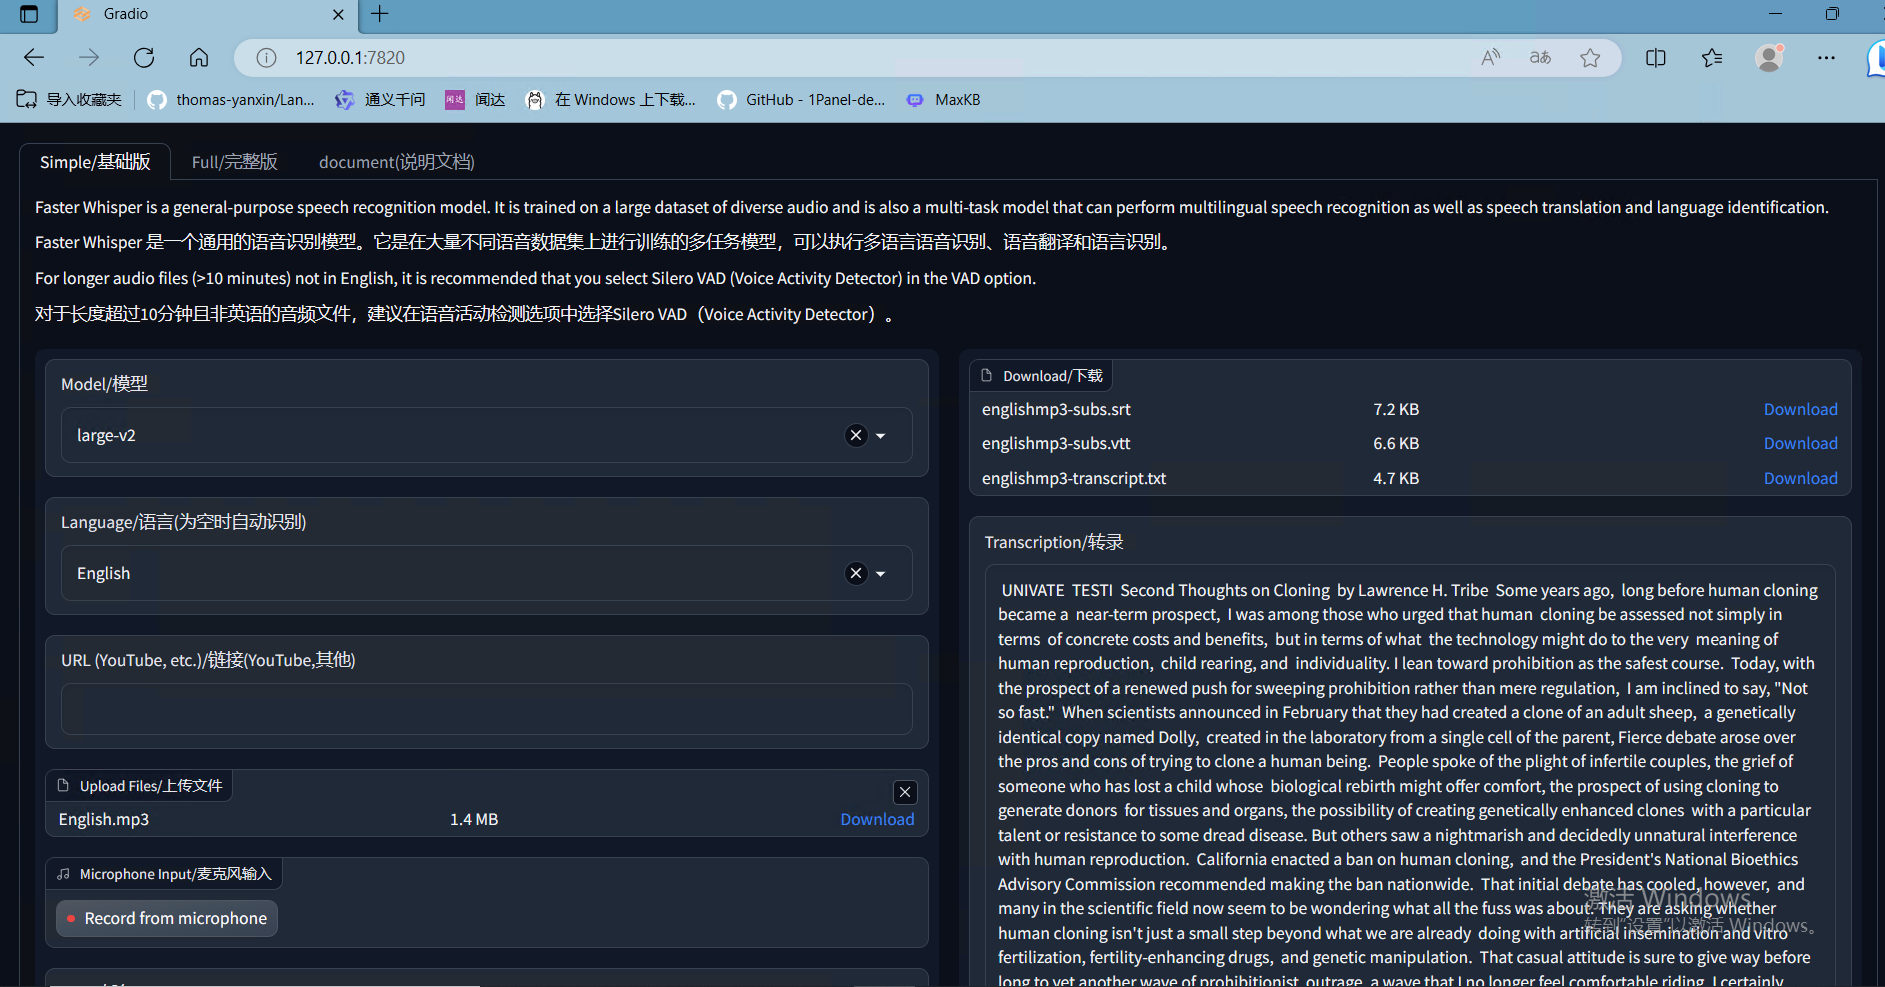 Gradio
127.0.0.1:7820
导入收藏夹 thomas-yanxin/Lan... 通义千问 闻达 闻达 在 Windows 上下载... GitHub - 1Panel-de... MaxKB
Simple/基础版 Full/完整版 document(说明文档)
Faster Whisper is a general-purpose speech recognition model. It is trained on a large dataset of diverse audio and is also a multi-task model that can perform multilingual speech recognition as well as speech translation and language identification.
Faster Whisper 是一个通用的语音识别模型。它是在大量不同语音数据集上进行训练的多任务模型，可以执行多语言语音识别、语音翻译和语言识别。
For longer audio files (>10 minutes) not in English, it is recommended that you select Silero VAD (Voice Activity Detector) in the VAD option.
对于长度超过10分钟且非英语的音频文件，建议在语音活动检测选项中选择Silero VAD（Voice Activity Detector）。
Model/模型
large-v2
Language/语言(为空时自动识别)
English
URL (YouTube, etc.)/链接(YouTube,其他)
Upload Files/上传文件
English.mp3 1.4 MB Download
Microphone Input/麦克风输入
Record from microphone
Download/下载
englishmp3-subs.srt 7.2 KB Download
englishmp3-subs.vtt 6.6 KB Download
englishmp3-transcript.txt 4.7 KB Download
Transcription/转录
UNIVATE TESTI Second Thoughts on Cloning by Lawrence H. Tribe Some years ago, long before human cloning
became a near-term prospect, I was among those who urged that human cloning be assessed not simply in
terms of concrete costs and benefits, but in terms of what the technology might do to the very meaning of
human reproduction, child rearing, and individuality. I lean toward prohibition as the safest course. Today, with
the prospect of a renewed push for sweeping prohibition rather than mere regulation, I am inclined to say, "Not
so fast." When scientists announced in February that they had created a clone of an adult sheep, a genetically
identical copy named Dolly, created in the laboratory from a single cell of the parent, Fierce debate arose over
the pros and cons of trying to clone a human being. People spoke of the plight of infertile couples, the grief of
someone who has lost a child whose biological rebirth might offer comfort, the prospect of using cloning to
generate donors for tissues and organs, the possibility of creating genetically enhanced clones with a particular
talent or resistance to some dread disease. But others saw a nightmarish and decidedly unnatural interference
with human reproduction. California enacted a ban on human cloning, and the President's National Bioethics
Advisory Commission recommended making the ban nationwide. That initial debate has cooled, however, and
many in the scientific field now seem to be wondering what all the fuss was about. They are asking whether
human cloning isn't just a small step beyond what we are already doing with artificial insemination and vitro
fertilization, fertility-enhancing drugs, and genetic manipulation. That casual attitude is sure to give way before
long to yet another wave of prohibitionist outrage, a wave that I no longer feel comfortable riding. I certainly
激活 Windows
转到"设置"以激活 Windows。